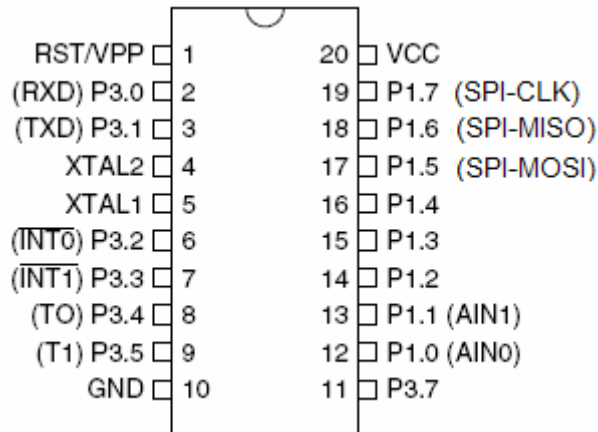 RST/VPP 1 20 VCC
(RXD) P3.0 2 19 P1.7 (SPI-CLK)
(TXD) P3.1 3 18 P1.6 (SPI-MISO)
XTAL2 4 17 P1.5 (SPI-MOSI)
XTAL1 5 16 P1.4
(INT0) P3.2 6 15 P1.3
(INT1) P3.3 7 14 P1.2
(TO) P3.4 8 13 P1.1 (AIN1)
(T1) P3.5 9 12 P1.0 (AIN0)
GND 10 11 P3.7